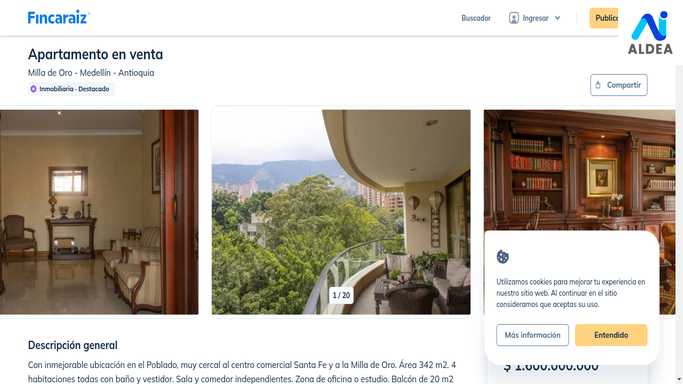 Fincaraiz
Buscador
Ingresar
Public
ALDEA
Apartamento en venta
Milla de Oro - Medellín - Antioquia
Inmobiliaria - Destacado
Compartir
1 / 20
Utilizamos cookies para mejorar tu experiencia en
nuestro sitio web. Al continuar en el sitio
consideramos que aceptas su uso.
Más información
Entendido
$ 1.600.000.000
Descripción general
Con inmejorable ubicación en el Poblado, muy cercal al centro comercial Santa Fe y a la Milla de Oro. Área 342 m2, 4
habitaciones todas con baño y vestidor. Sala y comedor independientes. Zona de oficina o estudio. Balcón de 20 m2